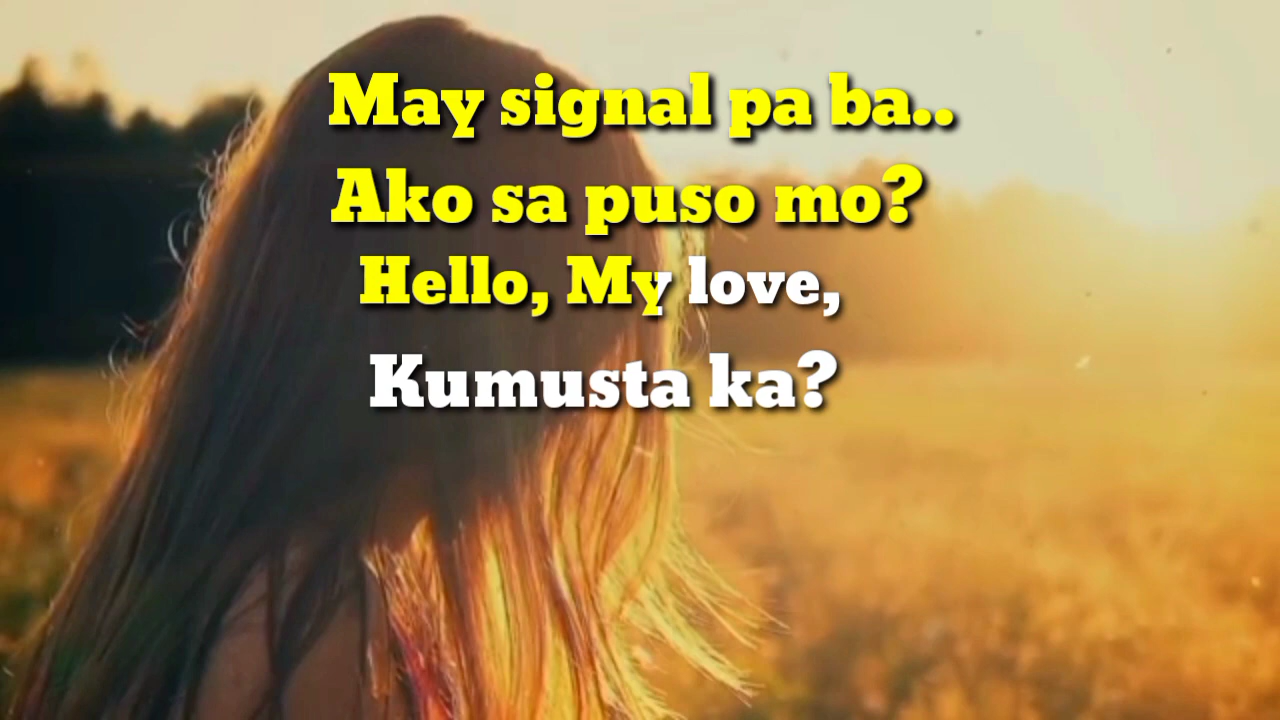 May signal pa ba..
Ako sa puso mo?
Hello, My love,
Kumusta ka?